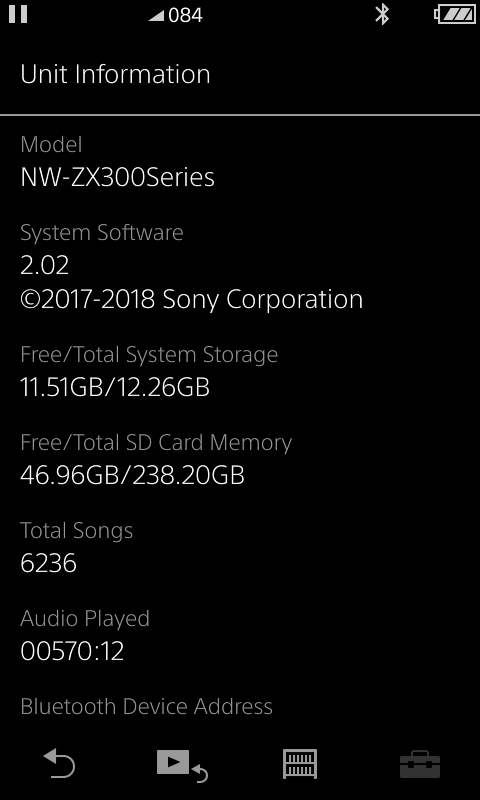 084
Unit Information
Model
NW-ZX300Series
System Software
2.02
©2017-2018 Sony Corporation
Free/Total System Storage
11.51GB/12.26GB
Free/Total SD Card Memory
46.96GB/238.20GB
Total Songs
6236
Audio Played
00570:12
Bluetooth Device Address